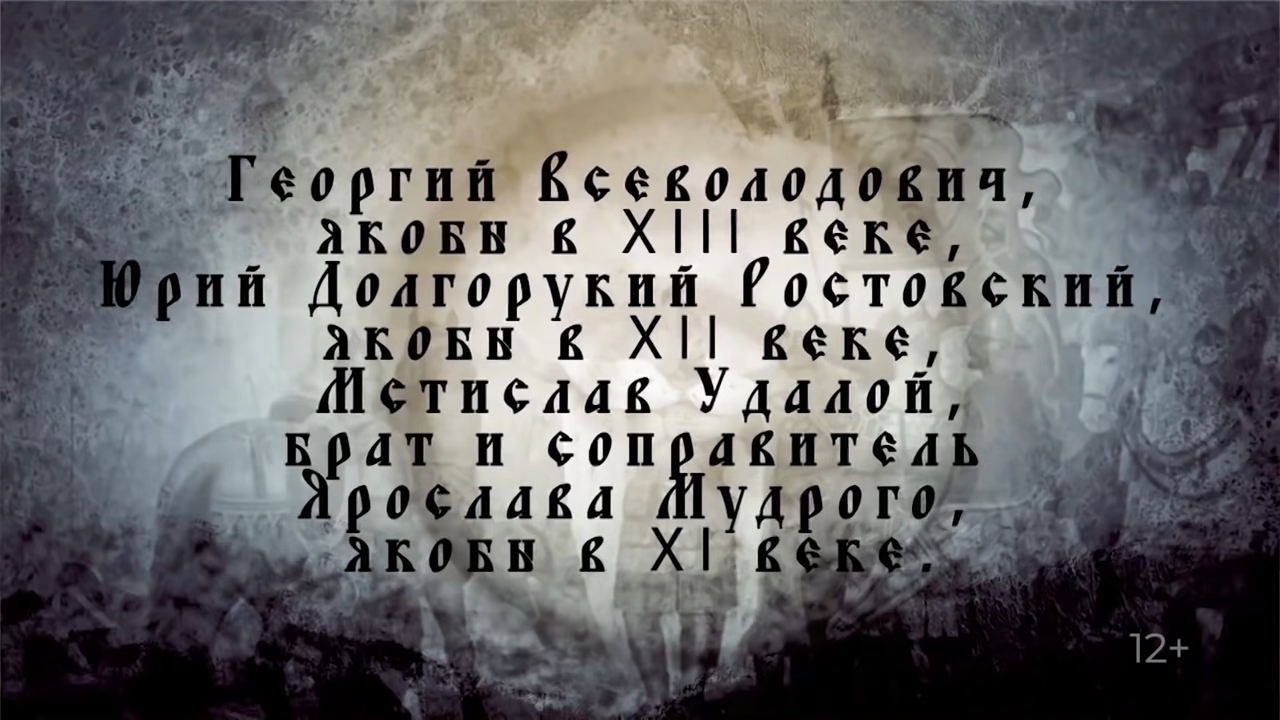 Георгий Всеволодович,
якобы в XIII веке,
Юрий Долгорукий Ростовский,
якобы в XII веке,
Мстислав Удалой,
брат и соправитель
Ярослава Мудрого,
якобы в XI веке.
12+